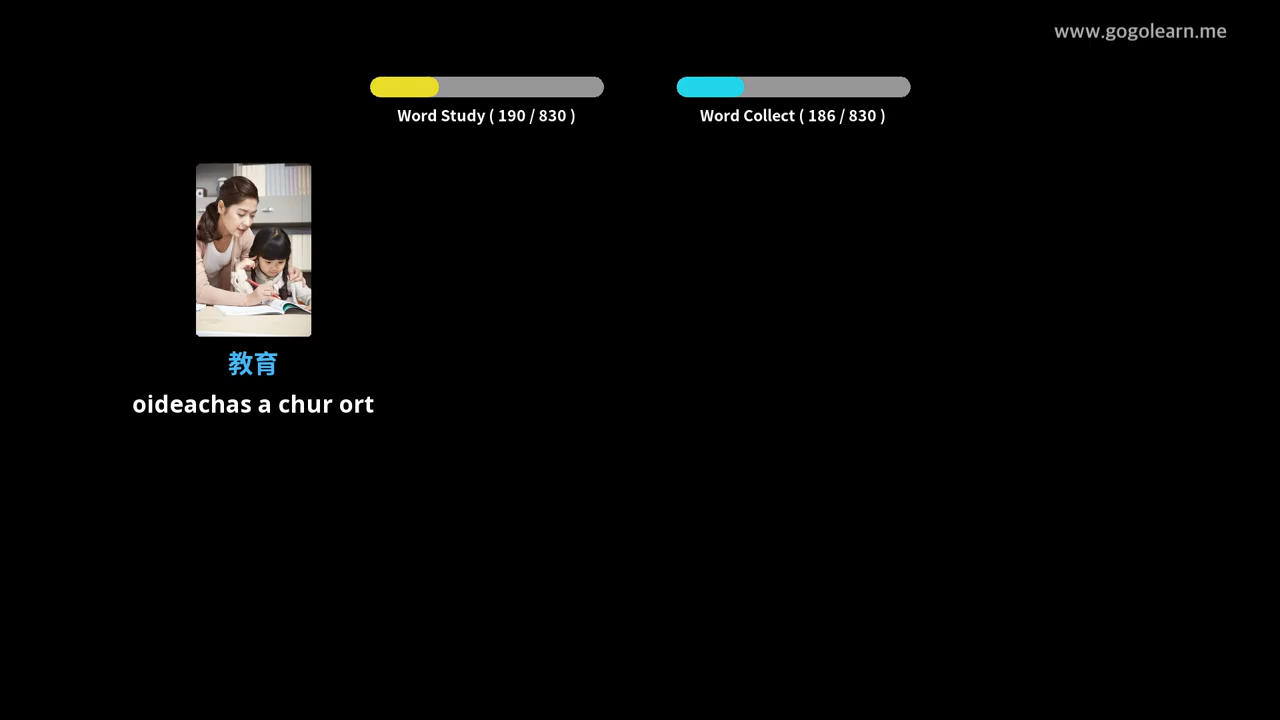 www.gogolearn.me
Word Study ( 190 / 830 )
Word Collect ( 186 / 830 )
教育
oideachas a chur ort